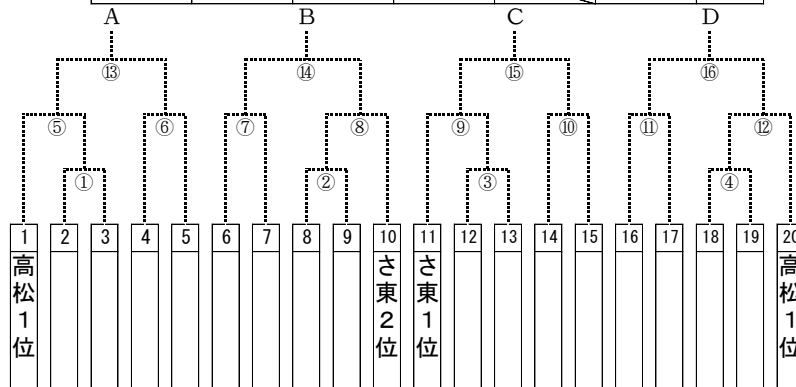 A B C D
⑬ ⑭ ⑮ ⑯
⑤ ⑥ ⑦ ⑧ ⑨ ⑩ ⑪ ⑫
① ② ③ ④
1 2 3 4 5 6 7 8 9 10 11 12 13 14 15 16 17 18 19 20
高松1位
さ東2位
さ東1位
高松1位